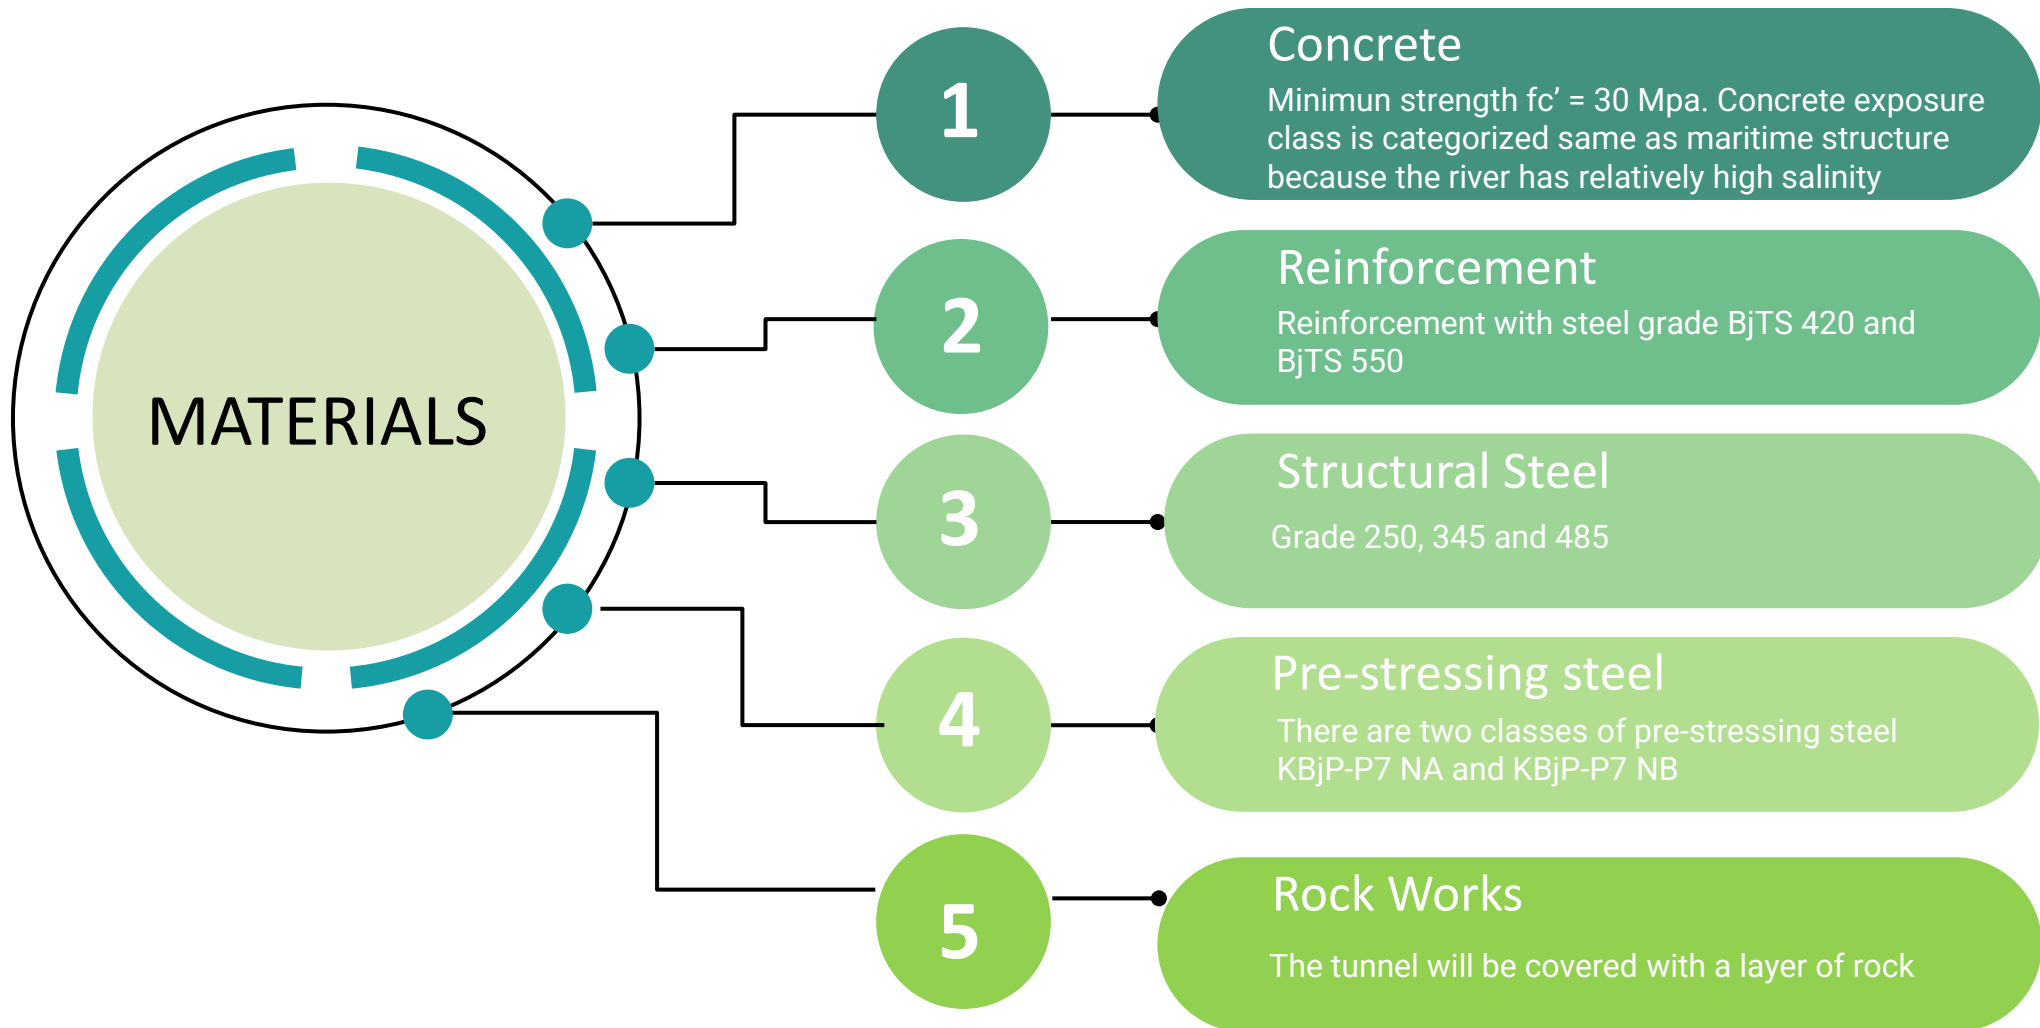 MATERIALS
1
Concrete
Minimun strength fc’ = 30 Mpa. Concrete exposure
class is categorized same as maritime structure
because the river has relatively high salinity
2
Reinforcement
Reinforcement with steel grade BjTS 420 and
BjTS 550
3
Structural Steel
Grade 250, 345 and 485
4
Pre-stressing steel
There are two classes of pre-stressing steel
KBjP-P7 NA and KBjP-P7 NB
5
Rock Works
The tunnel will be covered with a layer of rock